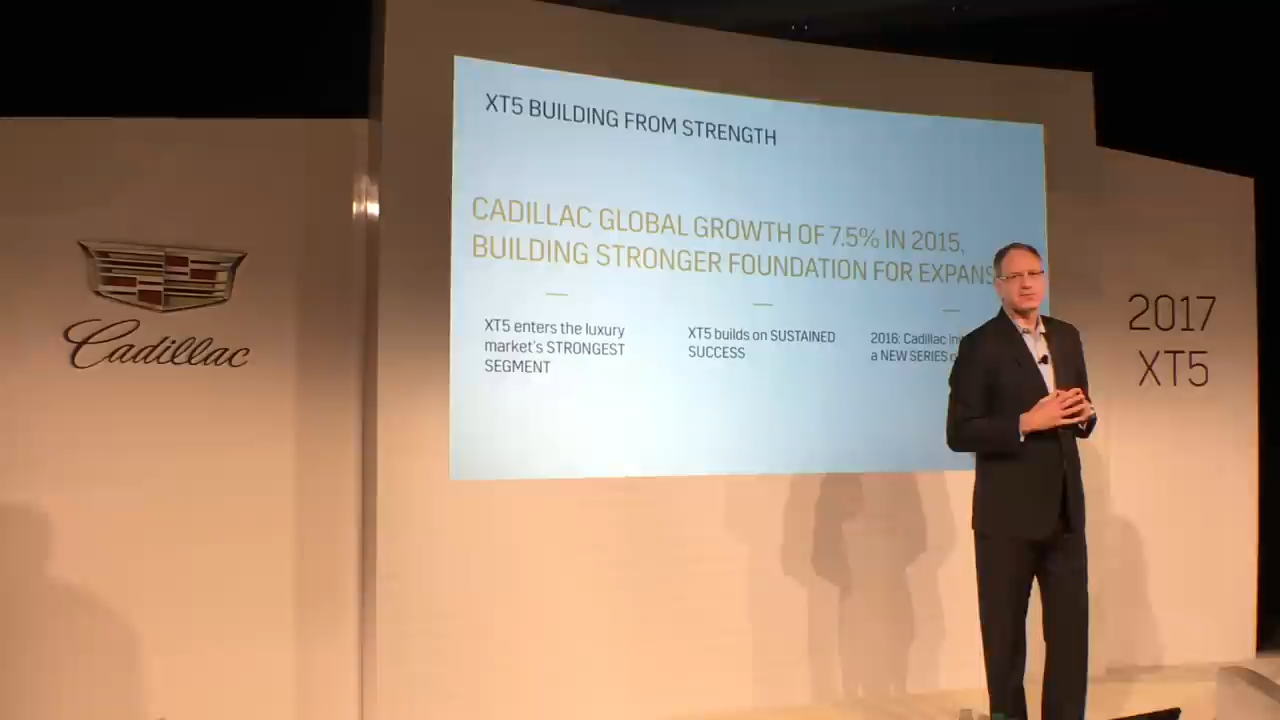 XT5 BUILDING FROM STRENGTH
CADILLAC GLOBAL GROWTH OF 7.5% IN 2015,
BUILDING STRONGER FOUNDATION FOR EXPANS
XT5 enters the luxury
market's STRONGEST
SEGMENT
XT5 builds on SUSTAINED
SUCCESS
2016: Cadillac
a NEW SERIES
Cadillac
2017
XT5